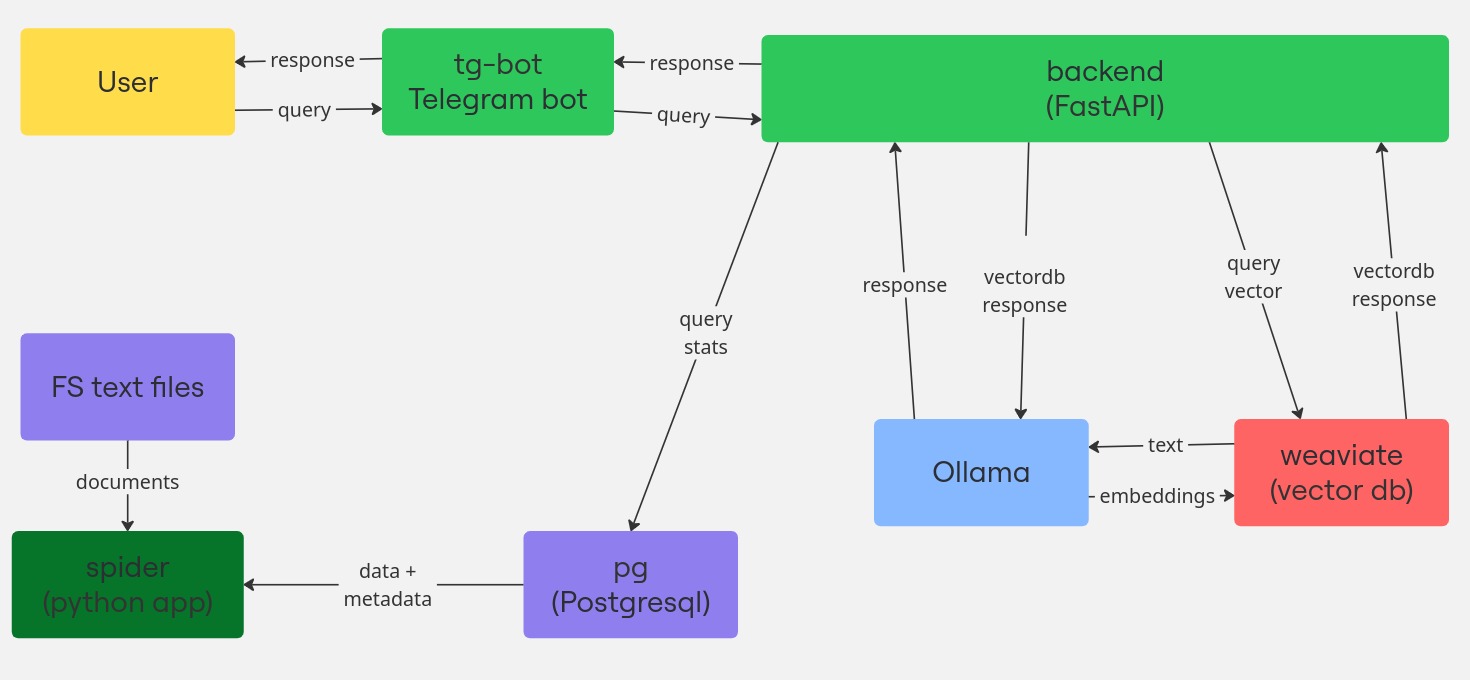 User
response
query
tg-bot
Telegram bot
response
query
backend
(FastAPI)
query
stats
response
vectordb
response
query
vector
vectordb
response
FS text files
documents
Ollama
text
embeddings
weaviate
(vector db)
spider
(python app)
data +
metadata
pg
(Postgresql)